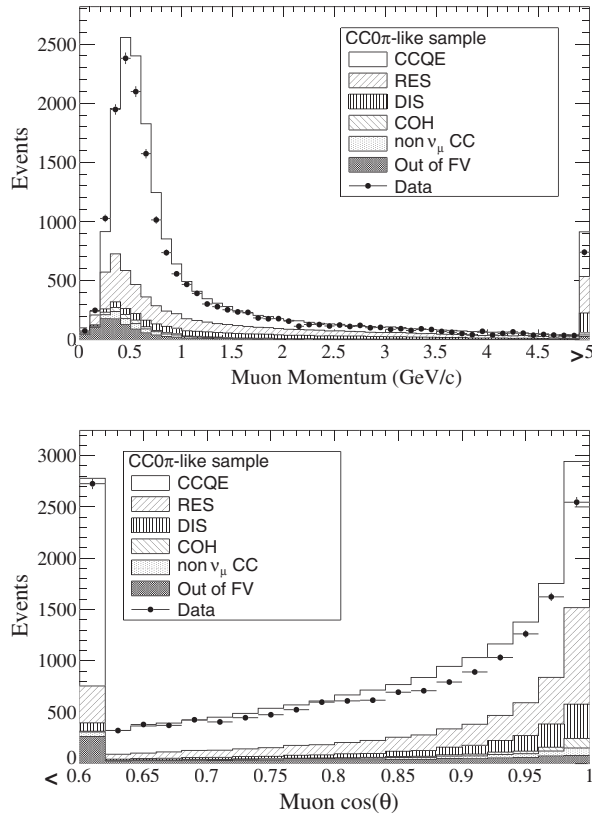 2500
2000
1500
1000
500
0
Events
CC0π-like sample
CCQE
RES
DIS
COH
non νμ CC
Out of FV
Data
0 0.5 1 1.5 2 2.5 3 3.5 4 4.5 5
>
Muon Momentum (GeV/c)
3000
2500
2000
1500
1000
500
0
Events
CC0π-like sample
CCQE
RES
DIS
COH
non νμ CC
Out of FV
Data
0.6 0.65 0.7 0.75 0.8 0.85 0.9 0.95 1
<
Muon cos(θ)